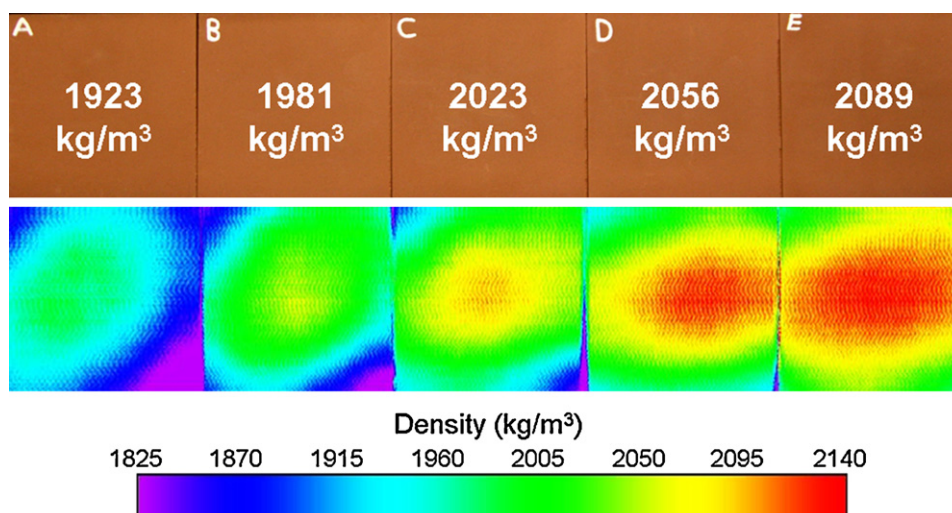 A B C D E
1923 1981 2023 2056 2089
kg/m³ kg/m³ kg/m³ kg/m³ kg/m³
Density (kg/m³)
1825 1870 1915 1960 2005 2050 2095 2140